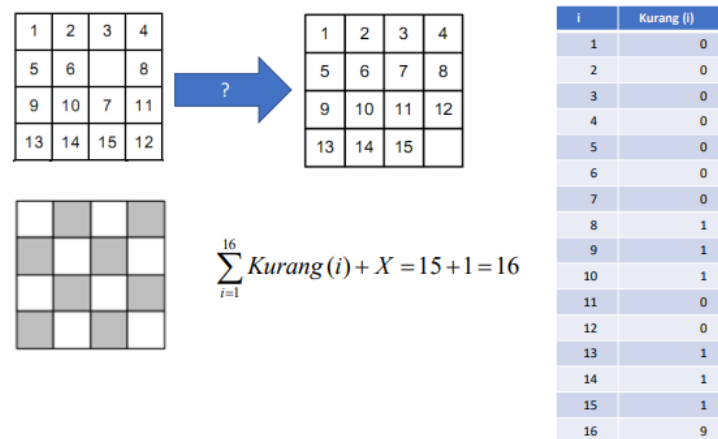 1 2 3 4
5 6 8
9 10 7 11
13 14 15 12
?
1 2 3 4
5 6 7 8
9 10 11 12
13 14 15
16
∑ Kurang (i) + X = 15 + 1 = 16
i=1
i Kurang (i)
1 0
2 0
3 0
4 0
5 0
6 0
7 0
8 1
9 1
10 1
11 0
12 0
13 1
14 1
15 1
16 9